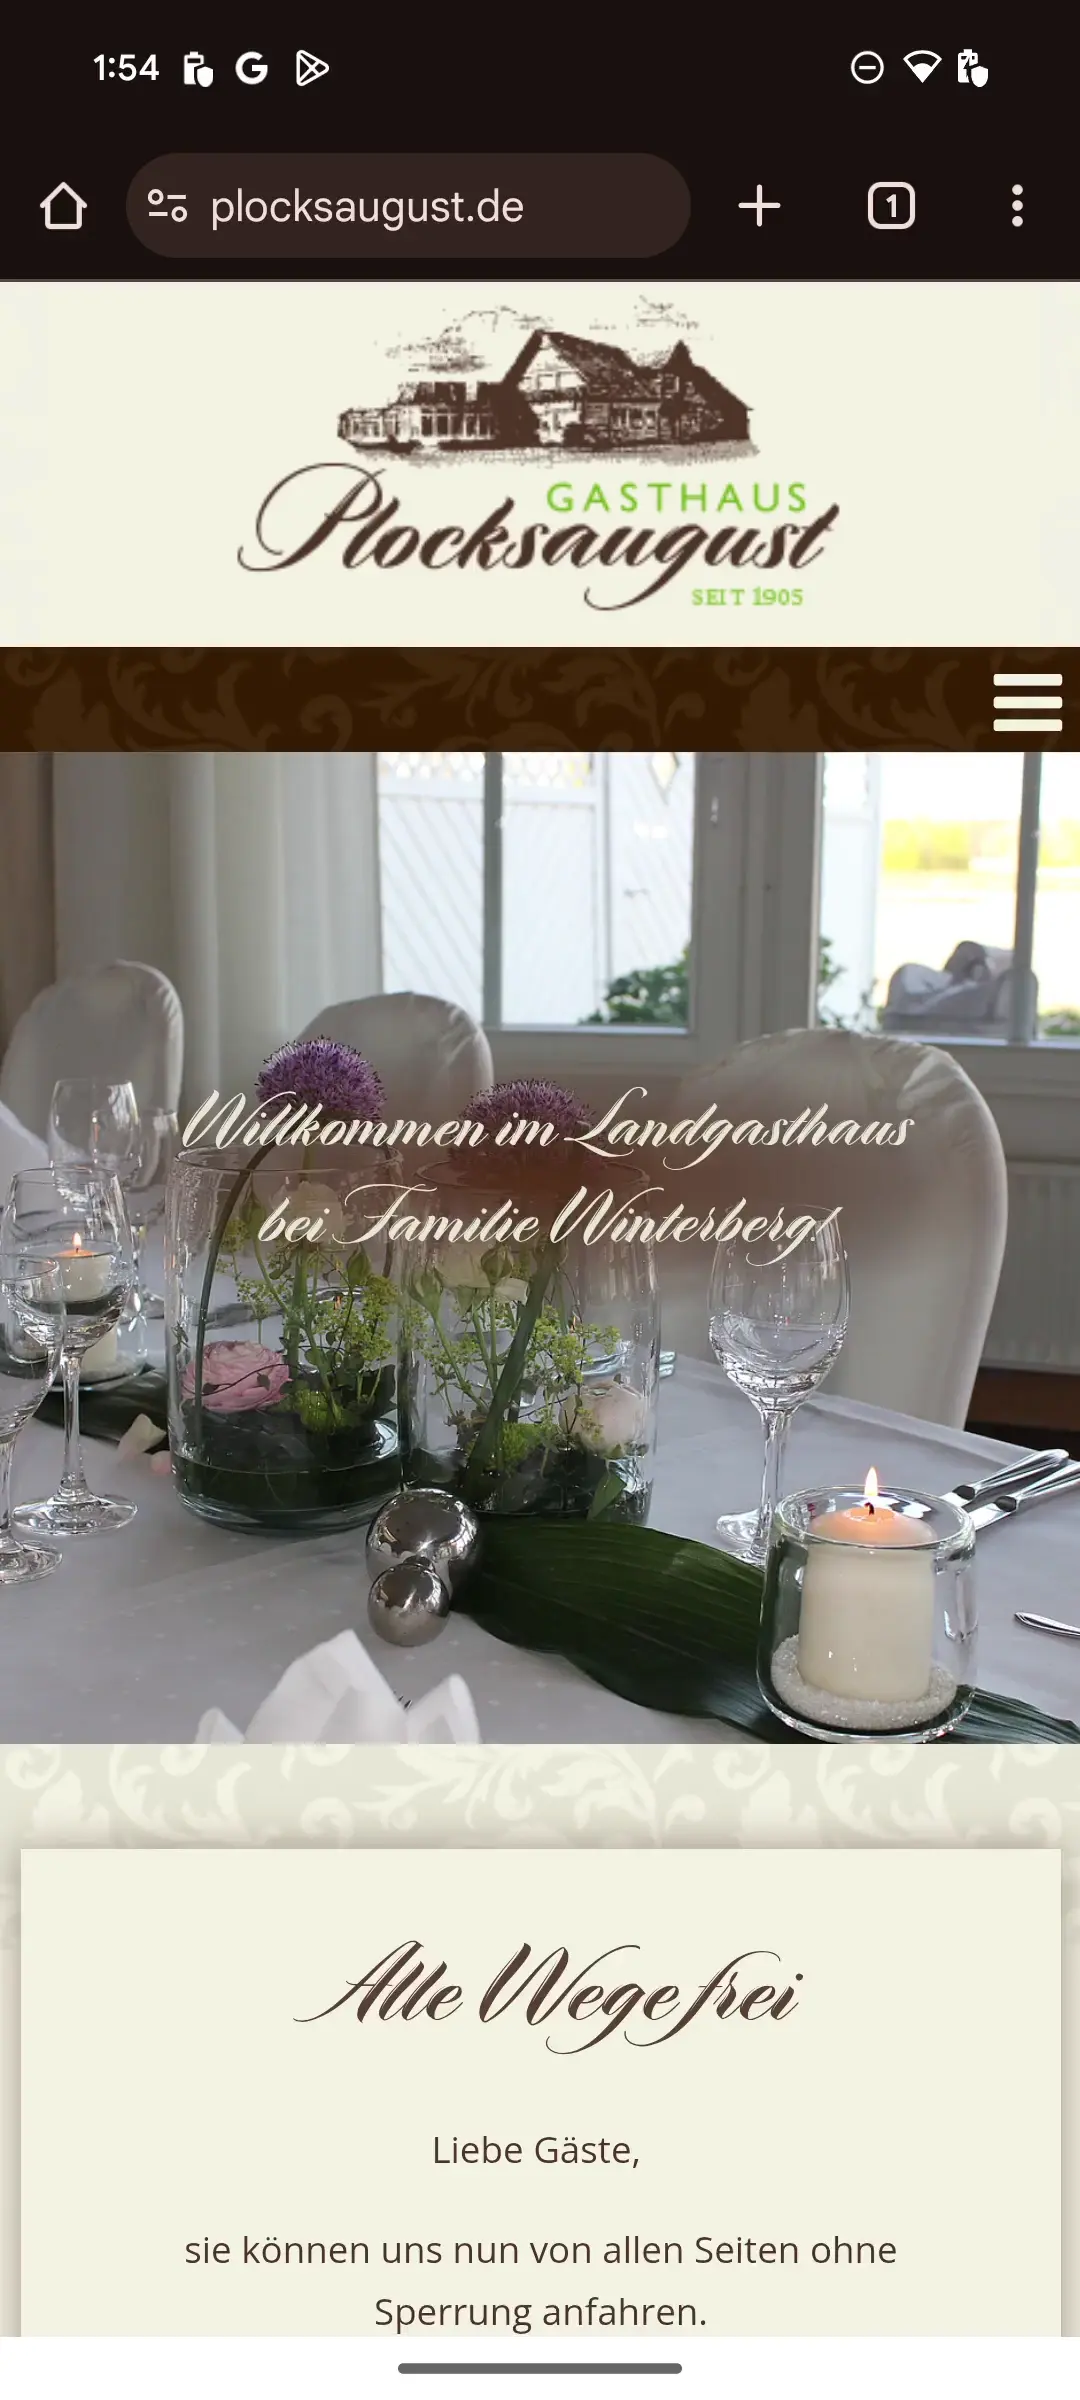 1:54
plocksaugust.de
1
GASTHAUS
Plocksaugust
SEIT 1905
Willkommen im Landgasthaus
bei Familie Winterberg!
Alle Wege frei
Liebe Gäste,
sie können uns nun von allen Seiten ohne
Sperrung anfahren.